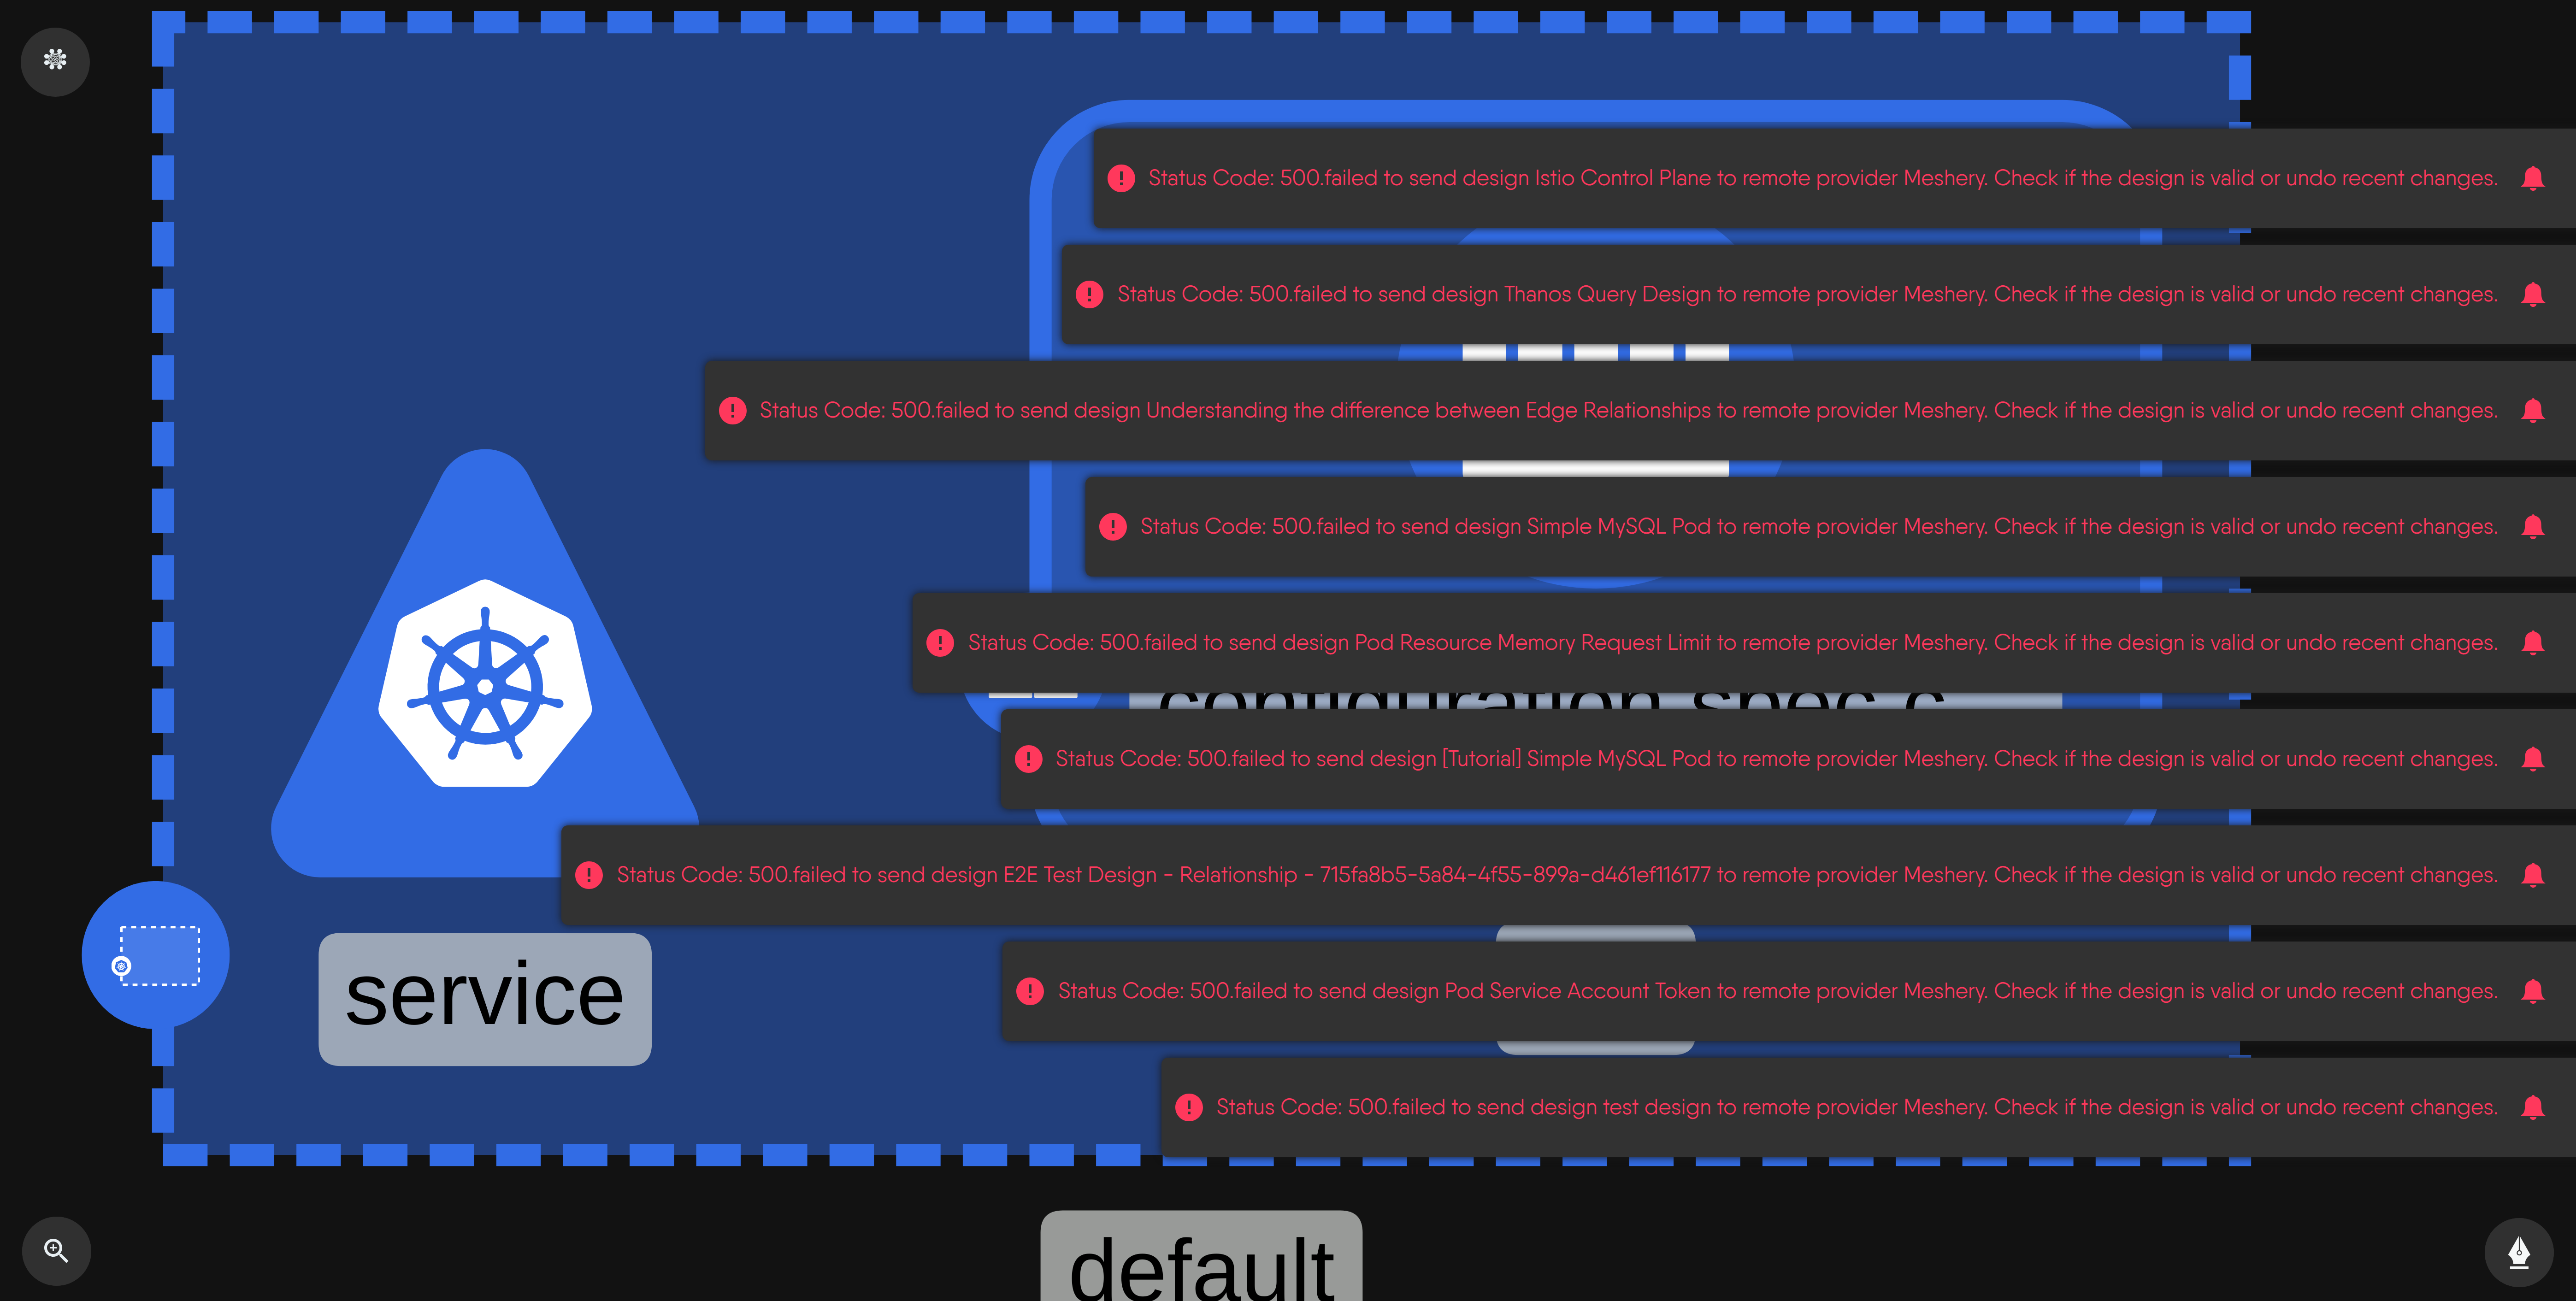 Status Code: 500.failed to send design Istio Control Plane to remote provider Meshery. Check if the design is valid or undo recent changes.
Status Code: 500.failed to send design Thanos Query Design to remote provider Meshery. Check if the design is valid or undo recent changes.
Status Code: 500.failed to send design Understanding the difference between Edge Relationships to remote provider Meshery. Check if the design is valid or undo recent changes.
Status Code: 500.failed to send design Simple MySQL Pod to remote provider Meshery. Check if the design is valid or undo recent changes.
Status Code: 500.failed to send design Pod Resource Memory Request Limit to remote provider Meshery. Check if the design is valid or undo recent changes.
configuration spec c
Status Code: 500.failed to send design [Tutorial] Simple MySQL Pod to remote provider Meshery. Check if the design is valid or undo recent changes.
Status Code: 500.failed to send design E2E Test Design - Relationship - 715fa8b5-5a84-4f55-899a-d461ef116177 to remote provider Meshery. Check if the design is valid or undo recent changes.
service
Status Code: 500.failed to send design Pod Service Account Token to remote provider Meshery. Check if the design is valid or undo recent changes.
Status Code: 500.failed to send design test design to remote provider Meshery. Check if the design is valid or undo recent changes.
default